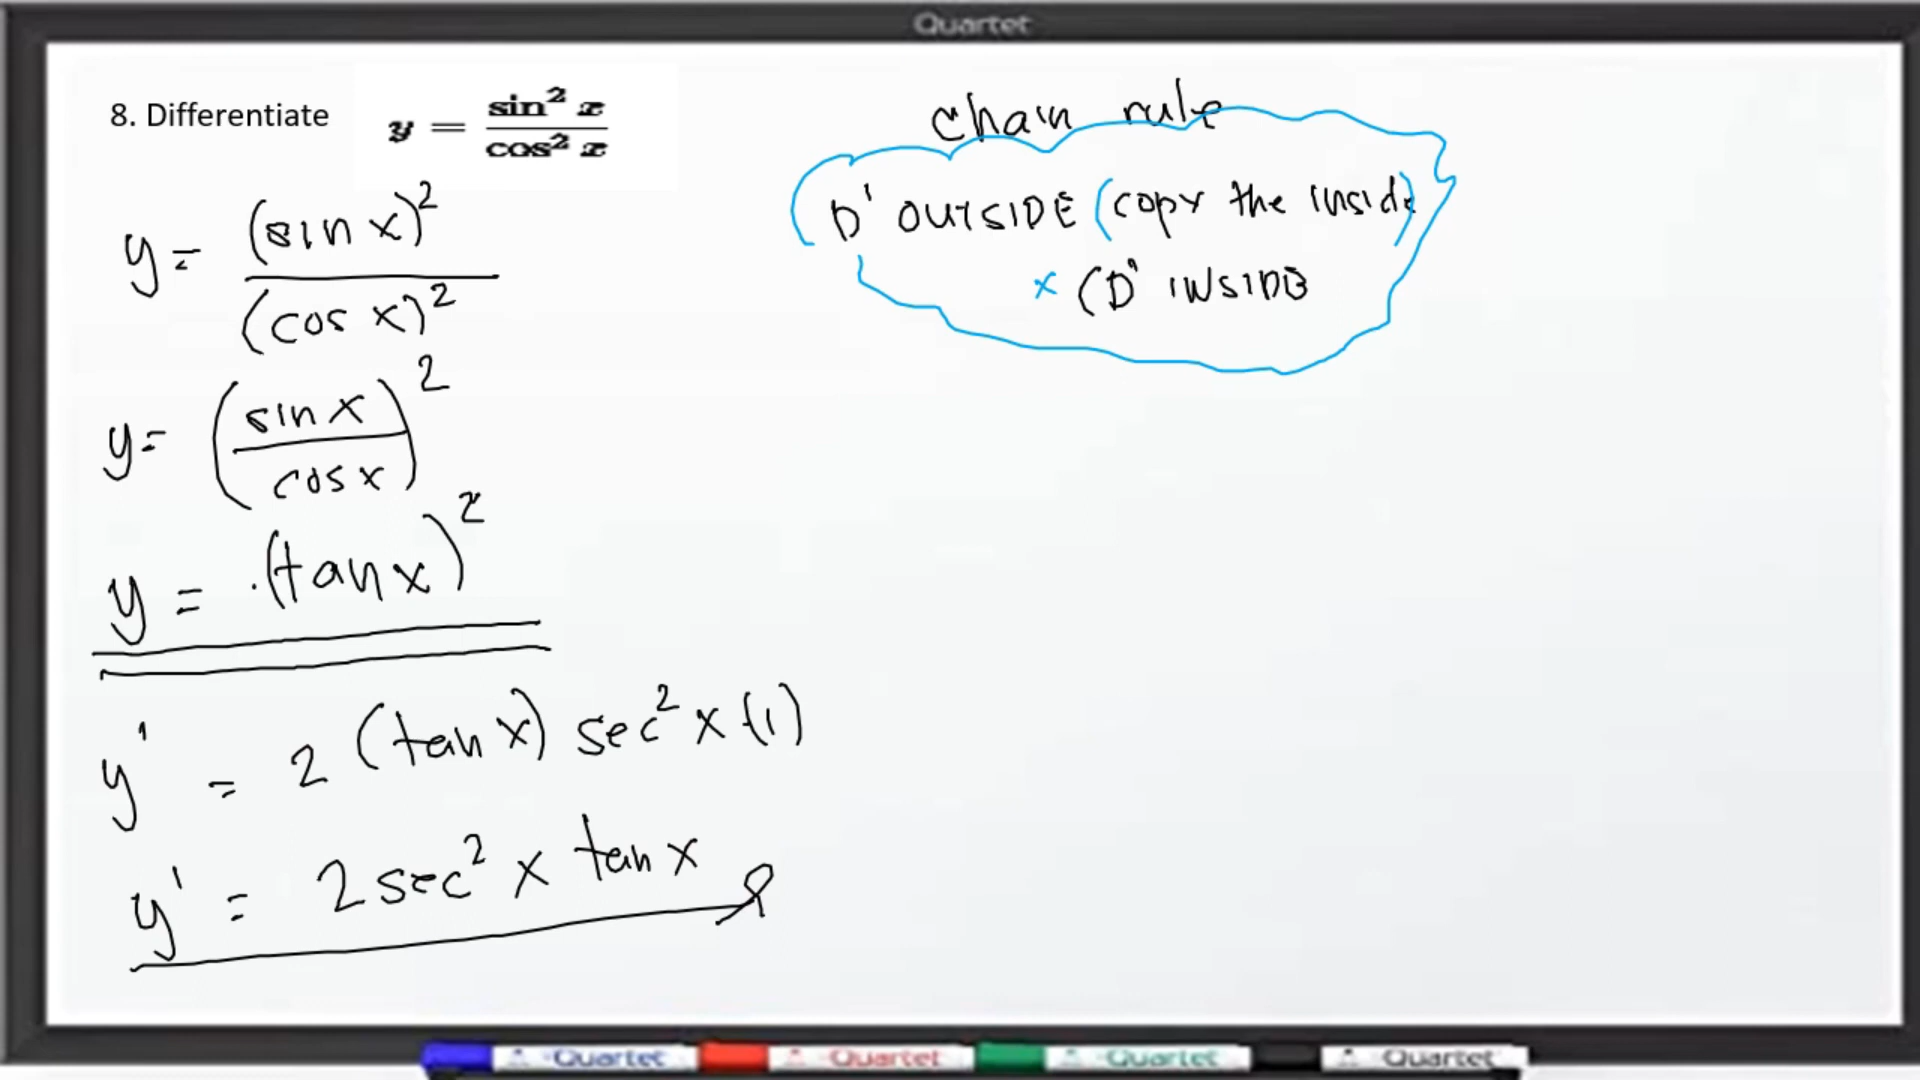 Quartet
8. Differentiate y = sin² x / cos² x
y = (sin x)² / (cos x)²
y = (sin x / cos x)²
y = (tan x)²
y' = 2 (tan x) sec² x (1)
y' = 2 sec² x tan x
chain rule
D' OUTSIDE (copy the inside)
x (D' INSIDE
Quartet Quartet Quartet Quartet